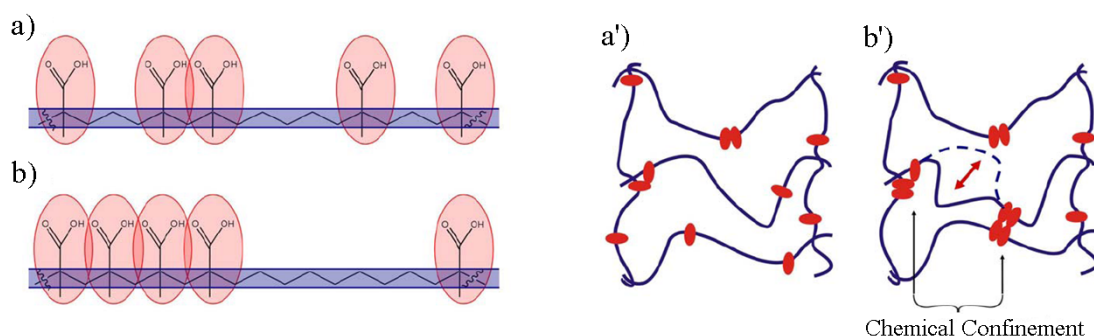 a)
O OH O OH O OH O OH O OH
b)
O OH O OH O OH O OH O OH
a') b')
Chemical Confinement